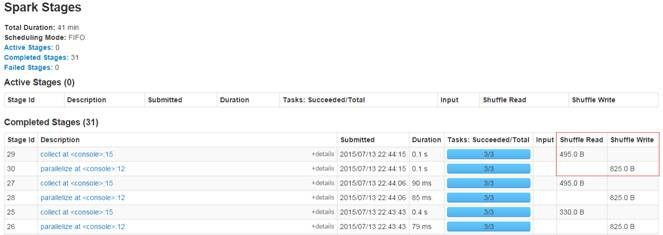 Spark Stages
Total Duration: 41 min
Scheduling Mode: FIFO
Active Stages: 0
Completed Stages: 31
Failed Stages: 0
Active Stages (0)
Stage Id Description Submitted Duration Tasks: Succeeded/Total Input Shuffle Read Shuffle Write
Completed Stages (31)
Stage Id Description Submitted Duration Tasks: Succeeded/Total Input Shuffle Read Shuffle Write
29 collect at <console>:15 +details 2015/07/13 22:44:15 0.1 s 3/3 495.0 B
30 parallelize at <console>:12 +details 2015/07/13 22:44:15 0.1 s 3/3 825.0 B
27 collect at <console>:15 +details 2015/07/13 22:44:06 90 ms 3/3 495.0 B
28 parallelize at <console>:12 +details 2015/07/13 22:44:06 85 ms 3/3 825.0 B
25 collect at <console>:15 +details 2015/07/13 22:43:43 0.4 s 3/3 330.0 B
26 parallelize at <console>:12 +details 2015/07/13 22:43:43 79 ms 3/3 825.0 B